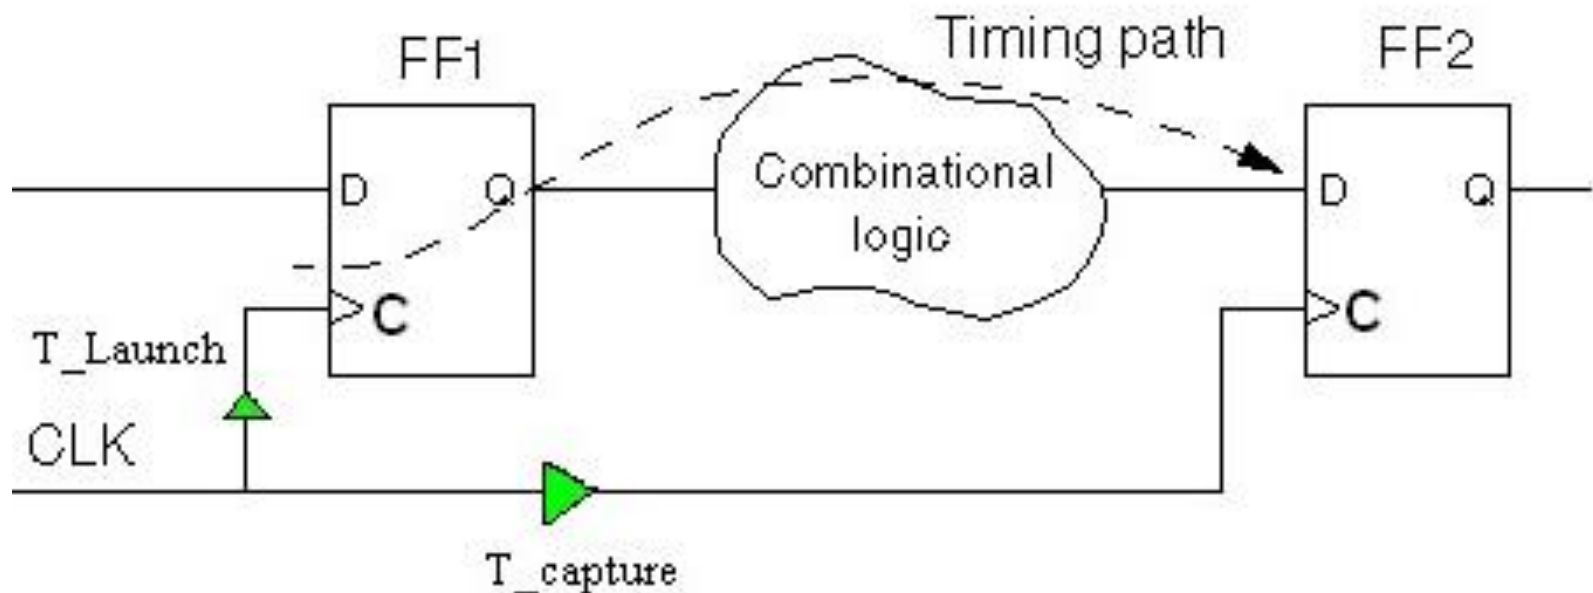 Timing path
FF1
FF2
Combinational
logic
D
Q
D
Q
C
C
T_Launch
CLK
T_capture